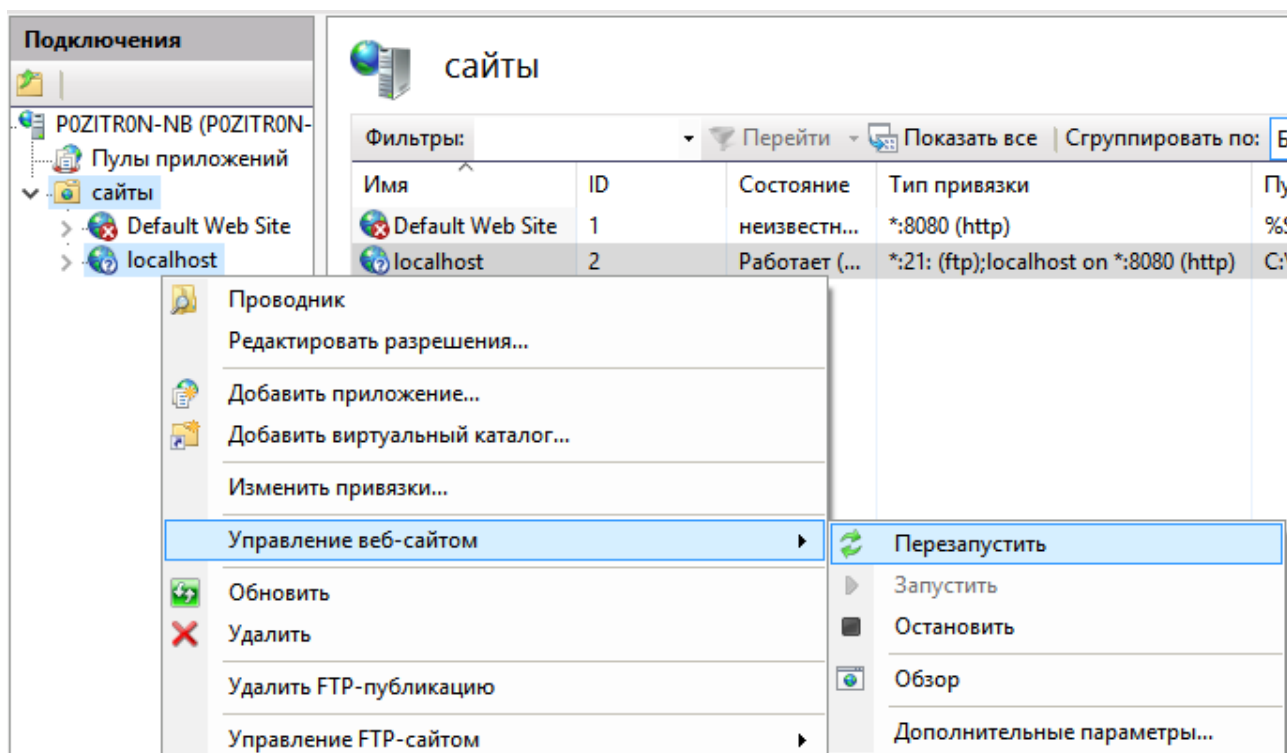 Подключения
P0ZITR0N-NB (P0ZITR0N-
Пулы приложений
сайты
Default Web Site
localhost
сайты
Фильтры: Перейти Показать все Сгруппировать по:
Имя ID Состояние Тип привязки
Default Web Site 1 неизвестн... *:8080 (http)
localhost 2 Работает (... *:21: (ftp);localhost on *:8080 (http)
Проводник
Редактировать разрешения...
Добавить приложение...
Добавить виртуальный каталог...
Изменить привязки...
Управление веб-сайтом
Обновить
Удалить
Удалить FTP-публикацию
Управление FTP-сайтом
Перезапустить
Запустить
Остановить
Обзор
Дополнительные параметры...